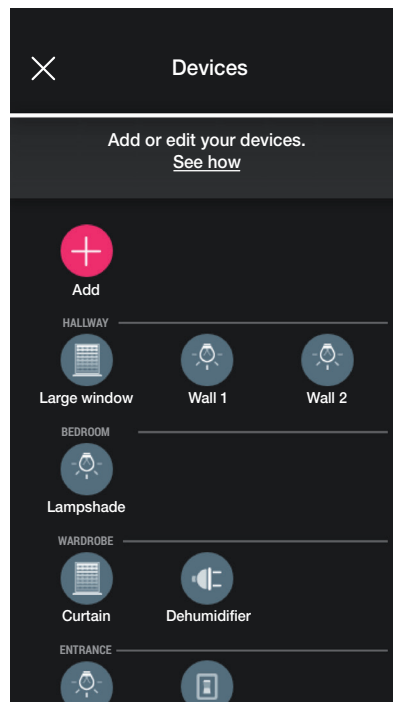 Devices
Add or edit your devices.
See how
Add
HALLWAY
Large window Wall 1 Wall 2
BEDROOM
Lampshade
WARDROBE
Curtain Dehumidifier
ENTRANCE